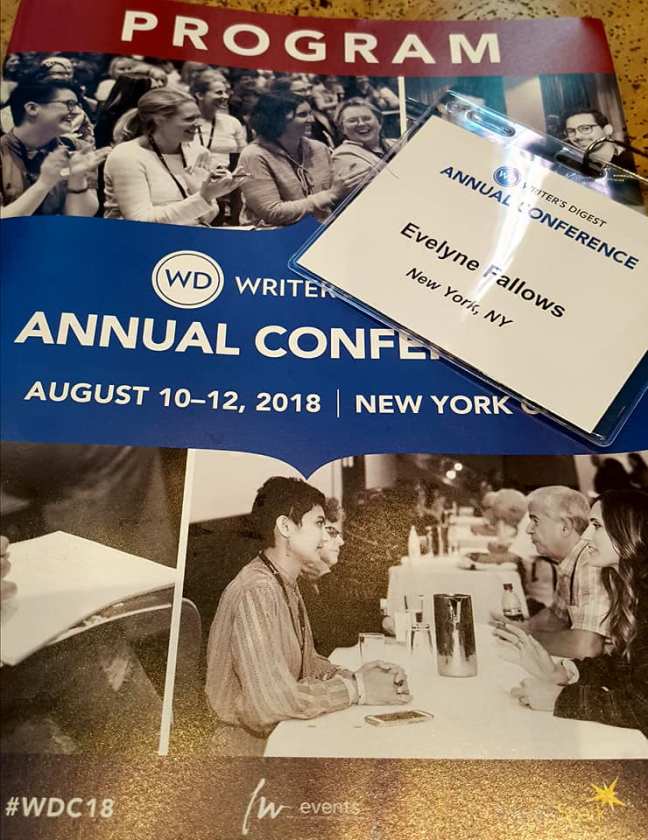 PROGRAM
WD WRITER'S DIGEST
ANNUAL CONFERENCE
Evelyne Fallows
New York, NY
WD WRITER
ANNUAL CONFE
AUGUST 10–12, 2018 | NEW YORK
#WDC18
fw events